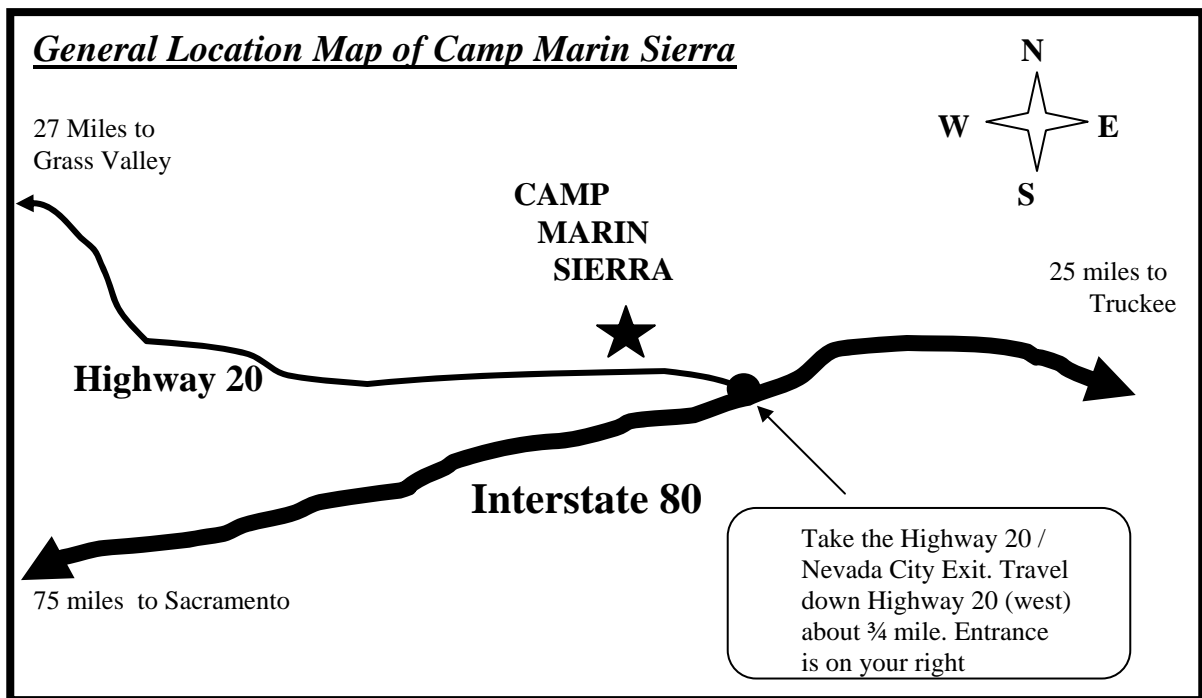 General Location Map of Camp Marin Sierra
N
W E
S
27 Miles to
Grass Valley
CAMP
MARIN
SIERRA
25 miles to
Truckee
Highway 20
Interstate 80
75 miles to Sacramento
Take the Highway 20 /
Nevada City Exit. Travel
down Highway 20 (west)
about ¾ mile. Entrance
is on your right